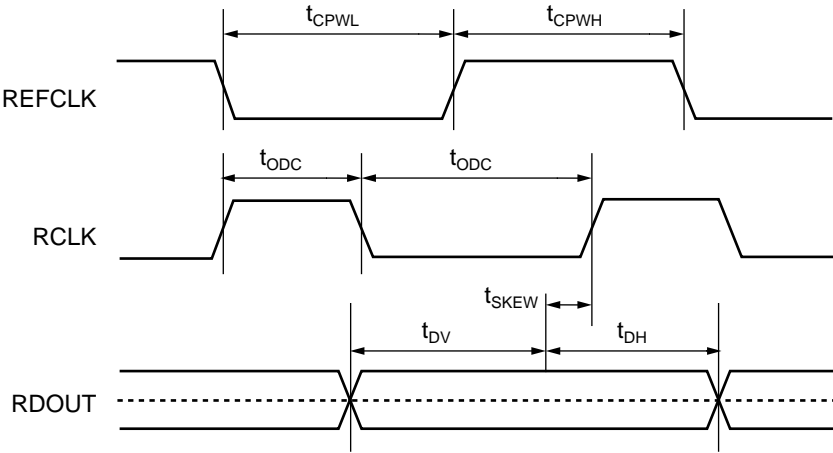 tCPWL tCPWH
REFCLK
tODC tODC
RCLK
tSKEW
tDV tDH
RDOUT